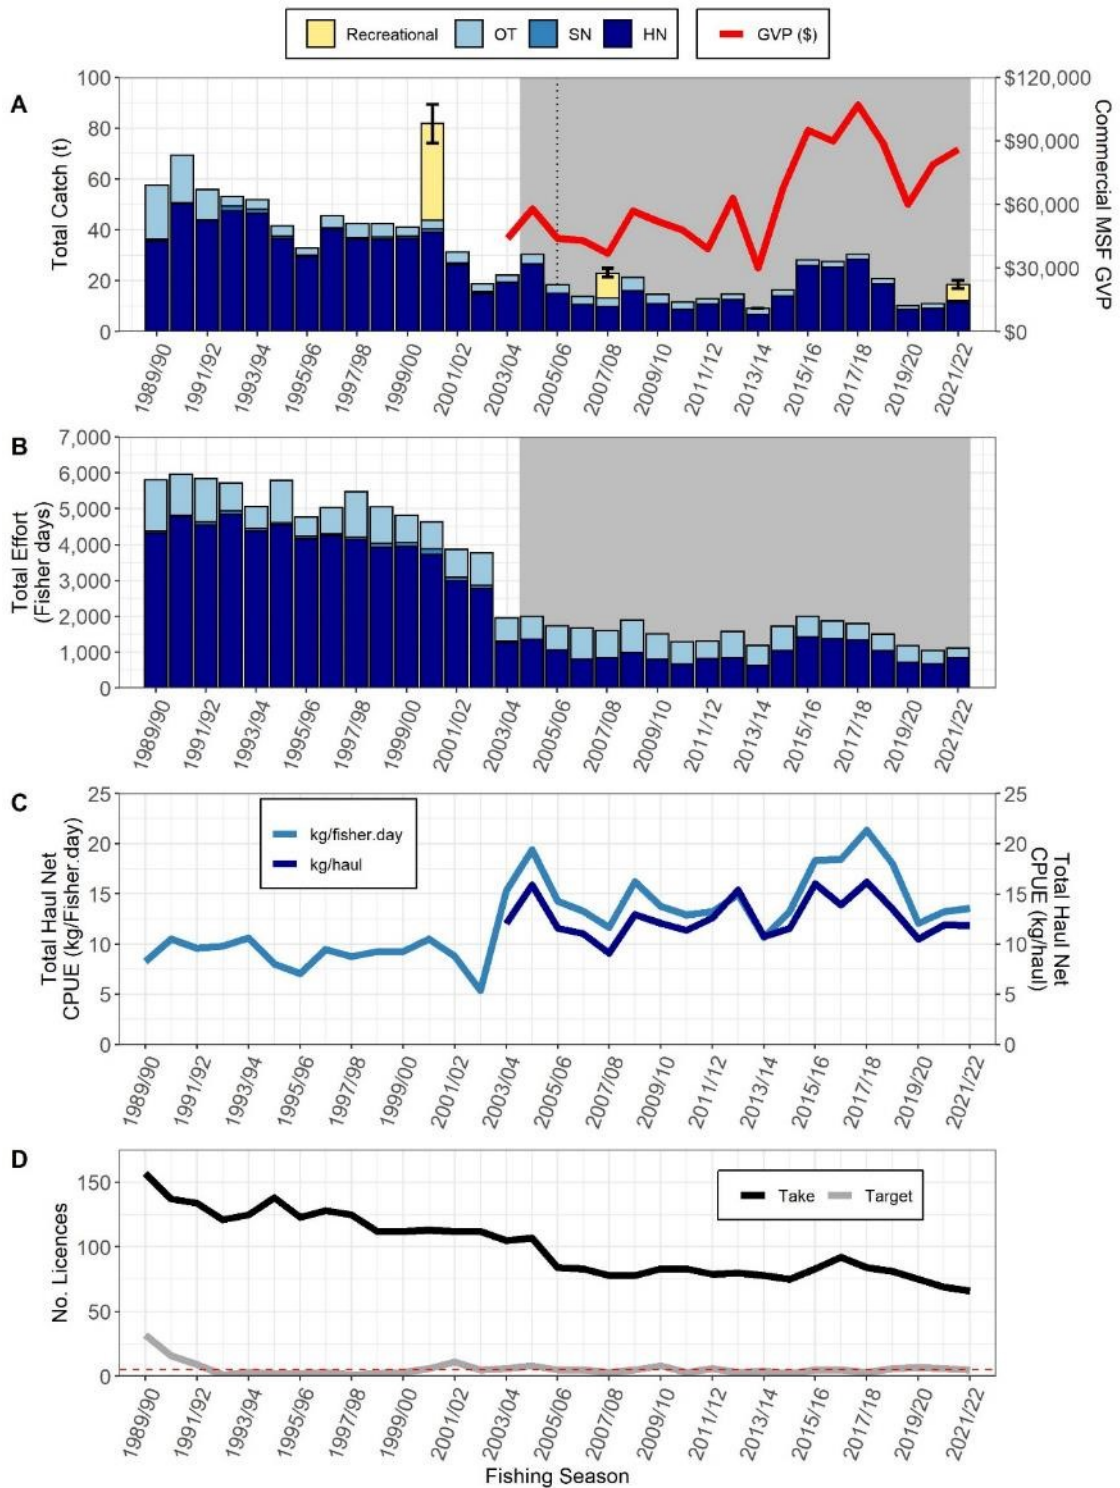 Recreational OT SN HN GVP ($)
A
Total Catch (t)
100
80
60
40
20
0
$120,000
$90,000
$60,000
$30,000
$0
Commercial MSF GVP
1989/90 1991/92 1993/94 1995/96 1997/98 1999/00 2001/02 2003/04 2005/06 2007/08 2009/10 2011/12 2013/14 2015/16 2017/18 2019/20 2021/22
B
Total Effort
(Fisher days)
7,000
6,000
5,000
4,000
3,000
2,000
1,000
0
1989/90 1991/92 1993/94 1995/96 1997/98 1999/00 2001/02 2003/04 2005/06 2007/08 2009/10 2011/12 2013/14 2015/16 2017/18 2019/20 2021/22
C
Total Haul Net
CPUE (kg/Fisher.day)
25
20
15
10
5
0
kg/fisher.day
kg/haul
25
20
15
10
5
0
Total Haul Net
CPUE (kg/haul)
1989/90 1991/92 1993/94 1995/96 1997/98 1999/00 2001/02 2003/04 2005/06 2007/08 2009/10 2011/12 2013/14 2015/16 2017/18 2019/20 2021/22
D
No. Licences
150
100
50
0
Take Target
1989/90 1991/92 1993/94 1995/96 1997/98 1999/00 2001/02 2003/04 2005/06 2007/08 2009/10 2011/12 2013/14 2015/16 2017/18 2019/20 2021/22
Fishing Season